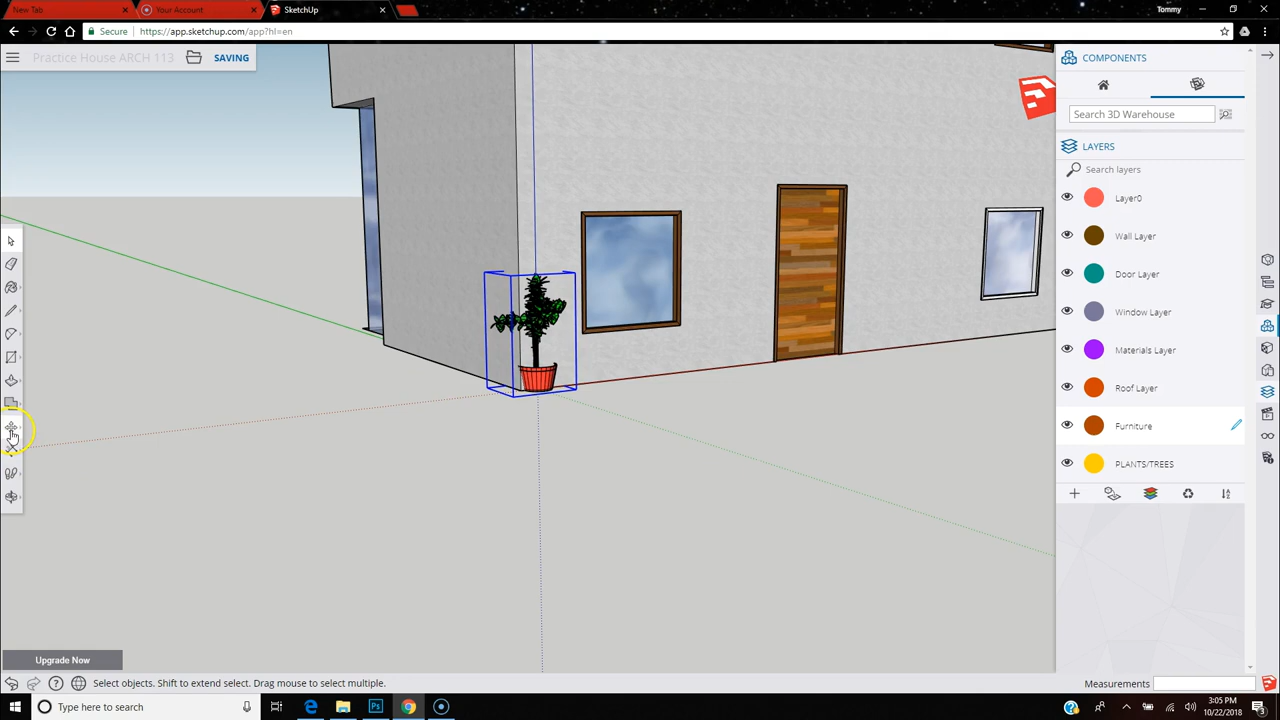 New Tab
Your Account
SketchUp
Tommy
Secure
https://app.sketchup.com/app?hl=en
Practice House ARCH 113
SAVING
COMPONENTS
Search 3D Warehouse
LAYERS
Search layers
Layer0
Wall Layer
Door Layer
Window Layer
Materials Layer
Roof Layer
Furniture
PLANTS/TREES
Upgrade Now
Select objects. Shift to extend select. Drag mouse to select multiple.
Measurements
Type here to search
3:05 PM
10/22/2018